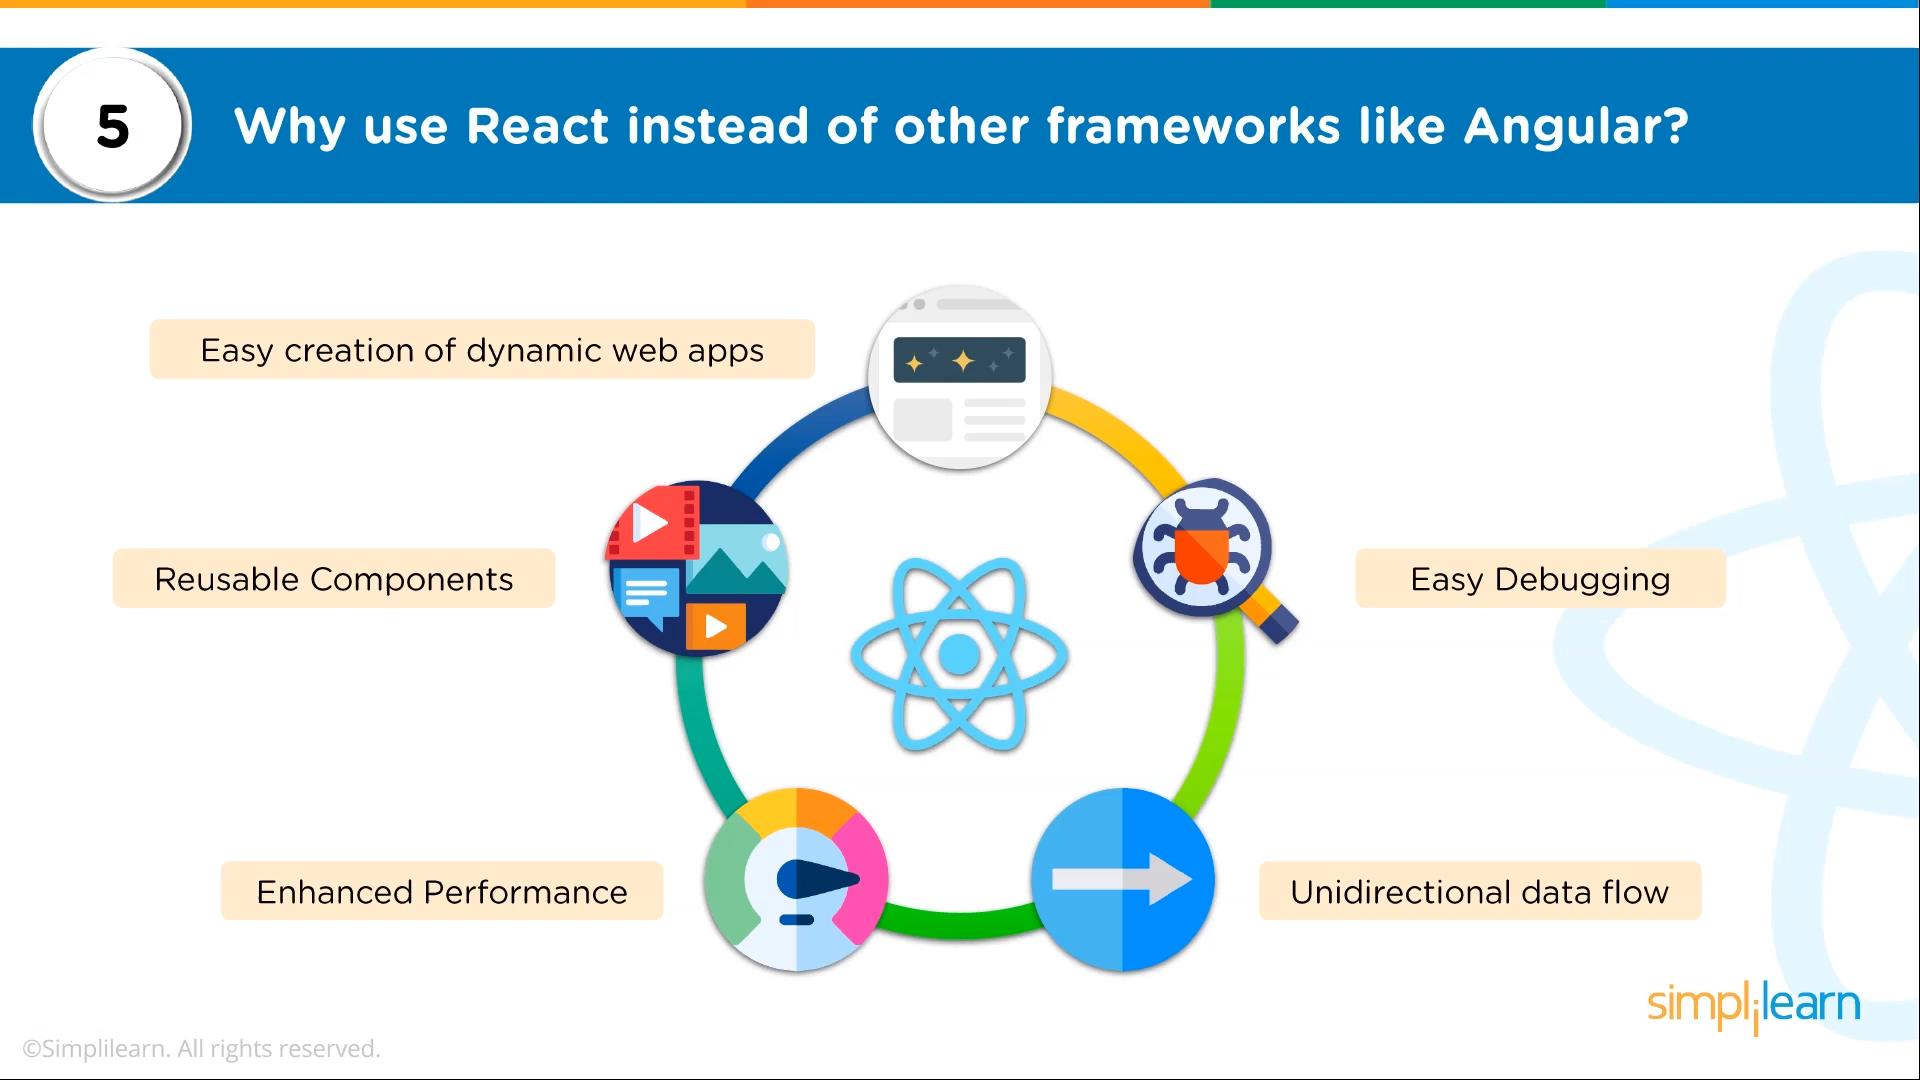 5
Why use React instead of other frameworks like Angular?
Easy creation of dynamic web apps
Reusable Components
Easy Debugging
Enhanced Performance
Unidirectional data flow
simplilearn
©Simplilearn. All rights reserved.